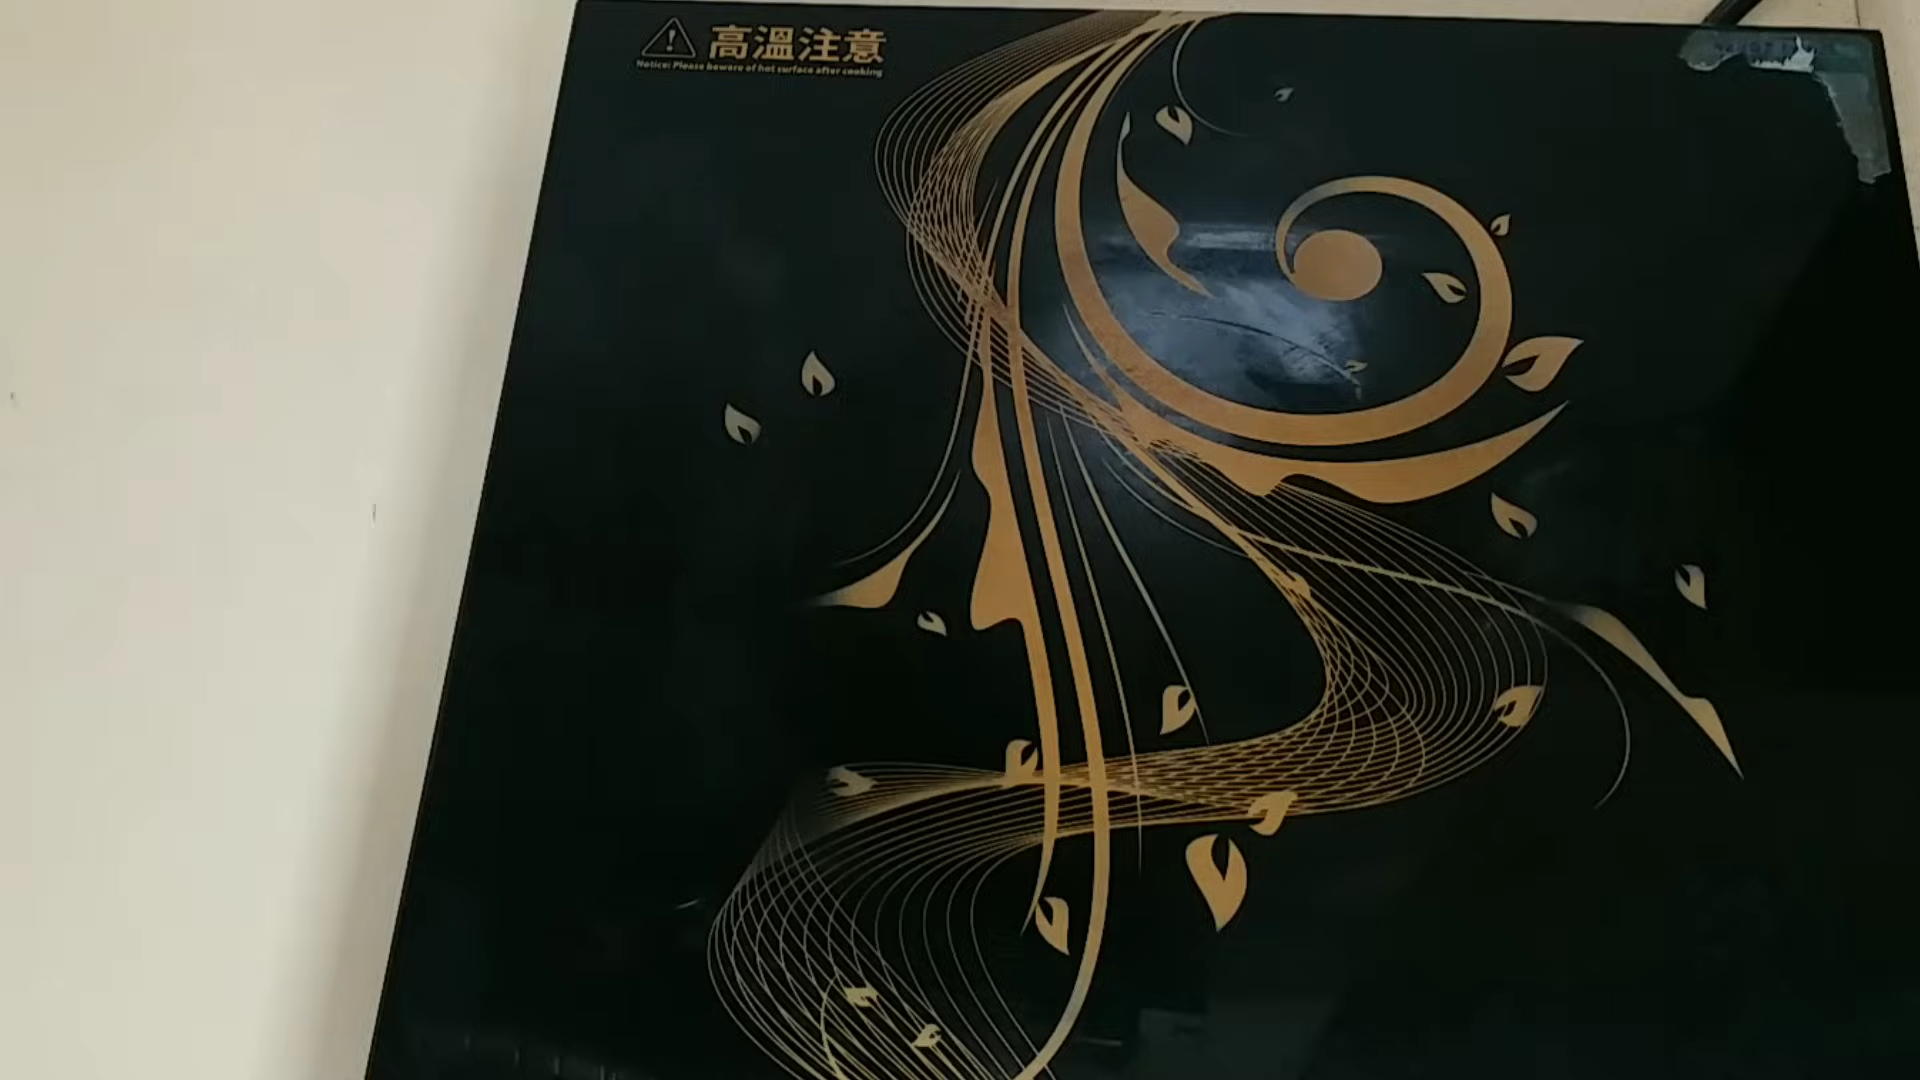 高溫注意
Notice: Please beware of hot surface after cooking